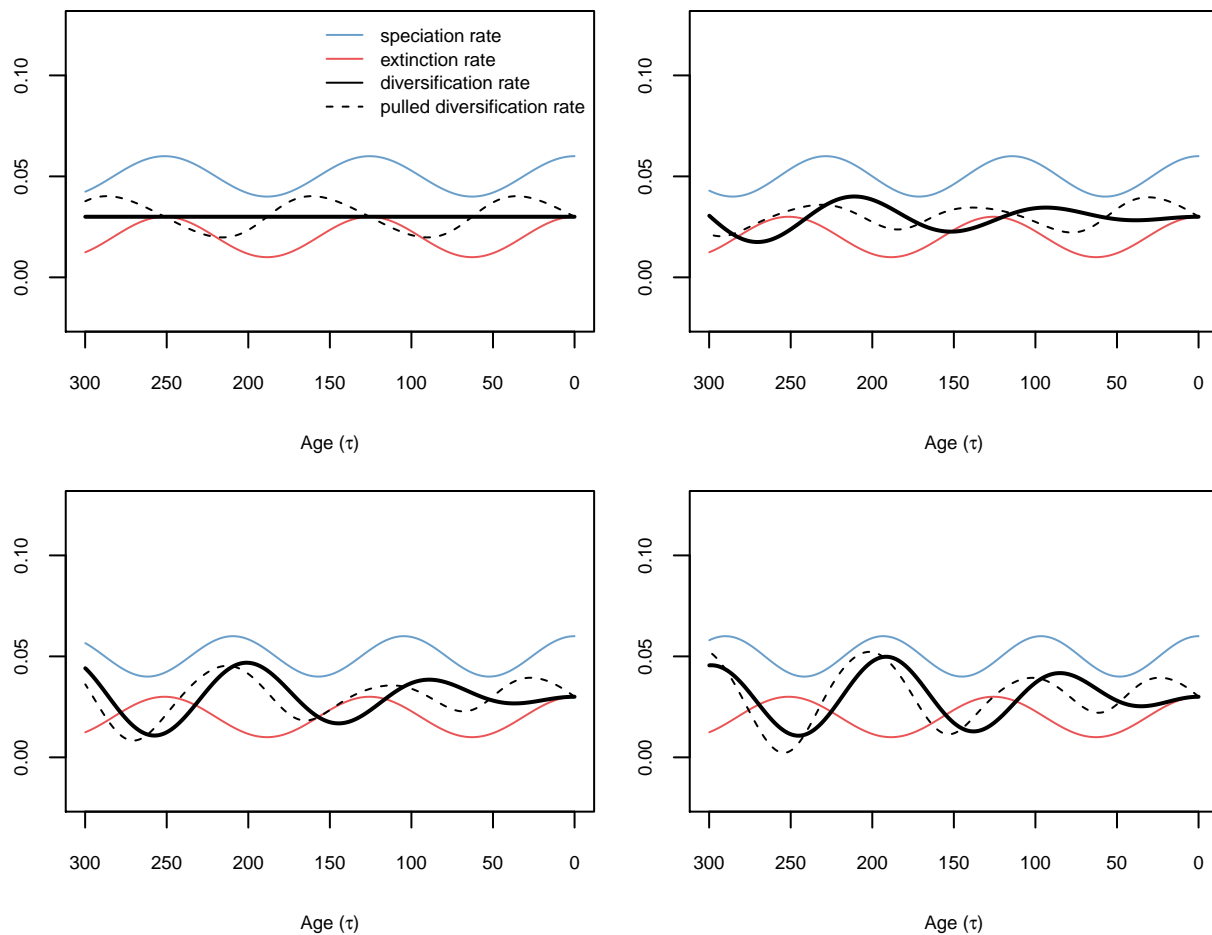 speciation rate
extinction rate
diversification rate
pulled diversification rate
0.10
0.05
0.00
300 250 200 150 100 50 0
Age (τ)
0.10
0.05
0.00
300 250 200 150 100 50 0
Age (τ)
0.10
0.05
0.00
300 250 200 150 100 50 0
Age (τ)
0.10
0.05
0.00
300 250 200 150 100 50 0
Age (τ)